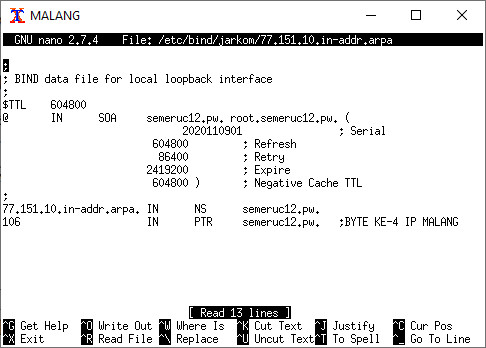 MALANG
GNU nano 2.7.4 File: /etc/bind/jarkom/77.151.10.in-addr.arpa
;
; BIND data file for local loopback interface
;
$TTL 604800
@ IN SOA semeruc12.pw. root.semeruc12.pw. (
2020110901 ; Serial
604800 ; Refresh
86400 ; Retry
2419200 ; Expire
604800 ) ; Negative Cache TTL
;
77.151.10.in-addr.arpa. IN NS semeruc12.pw.
106 IN PTR semeruc12.pw. ;BYTE KE-4 IP MALANG
[ Read 13 lines ]
^G Get Help ^O Write Out ^W Where Is ^K Cut Text ^J Justify ^C Cur Pos
^X Exit ^R Read File ^\ Replace ^U Uncut Text ^T To Spell ^_ Go To Line